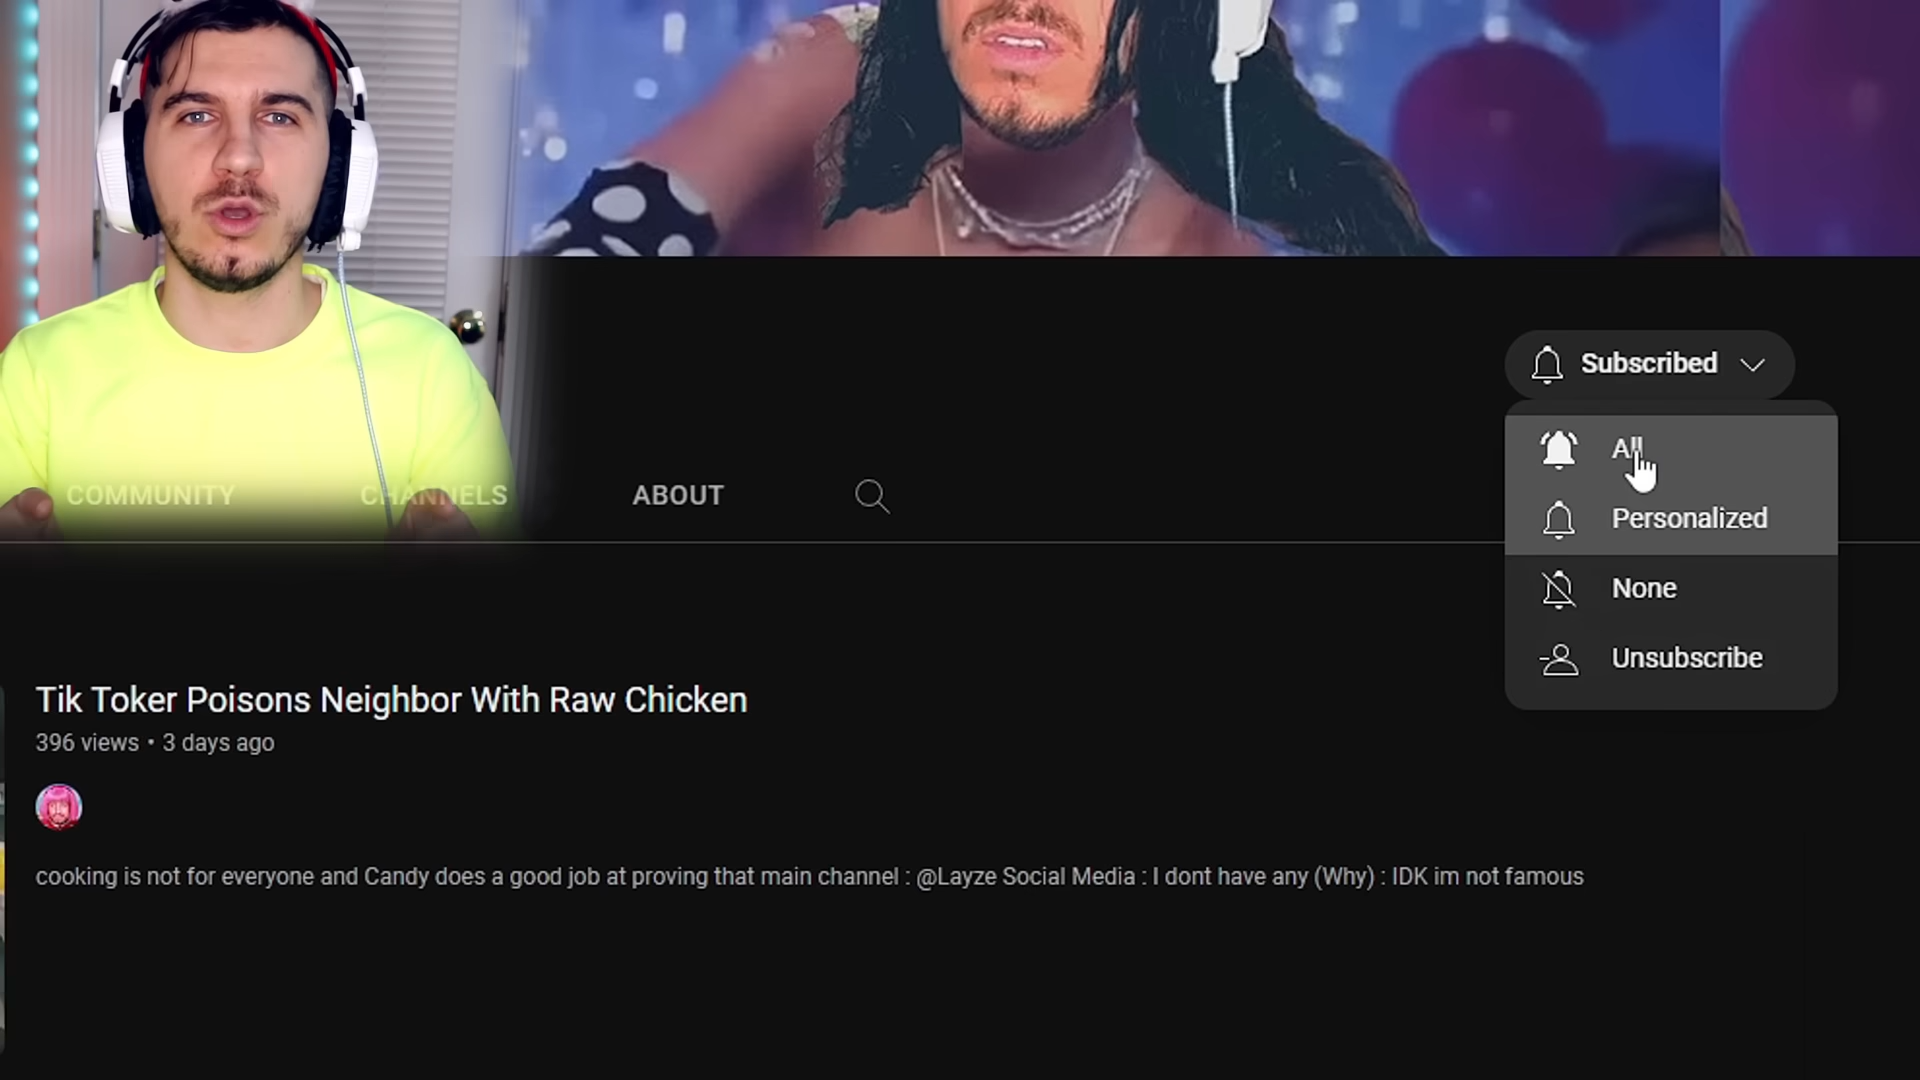 Subscribed
All
COMMUNITY CHANNELS ABOUT
Personalized
None
Unsubscribe
Tik Toker Poisons Neighbor With Raw Chicken
396 views • 3 days ago
cooking is not for everyone and Candy does a good job at proving that main channel : @Layze Social Media : I dont have any (Why) : IDK im not famous